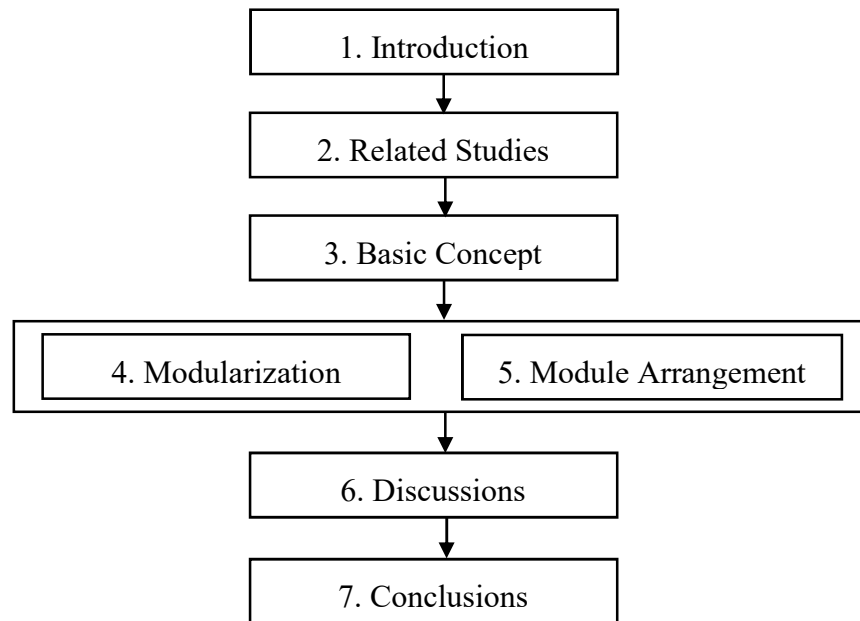 1. Introduction
2. Related Studies
3. Basic Concept
4. Modularization
5. Module Arrangement
6. Discussions
7. Conclusions